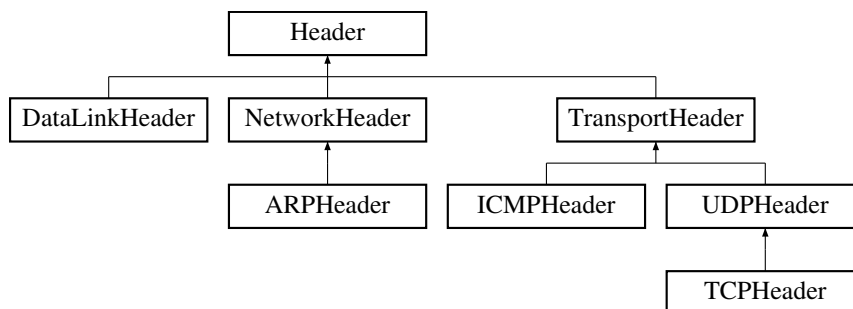 Header
DataLinkHeader
NetworkHeader
TransportHeader
ARPHeader
ICMPHeader
UDPHeader
TCPHeader